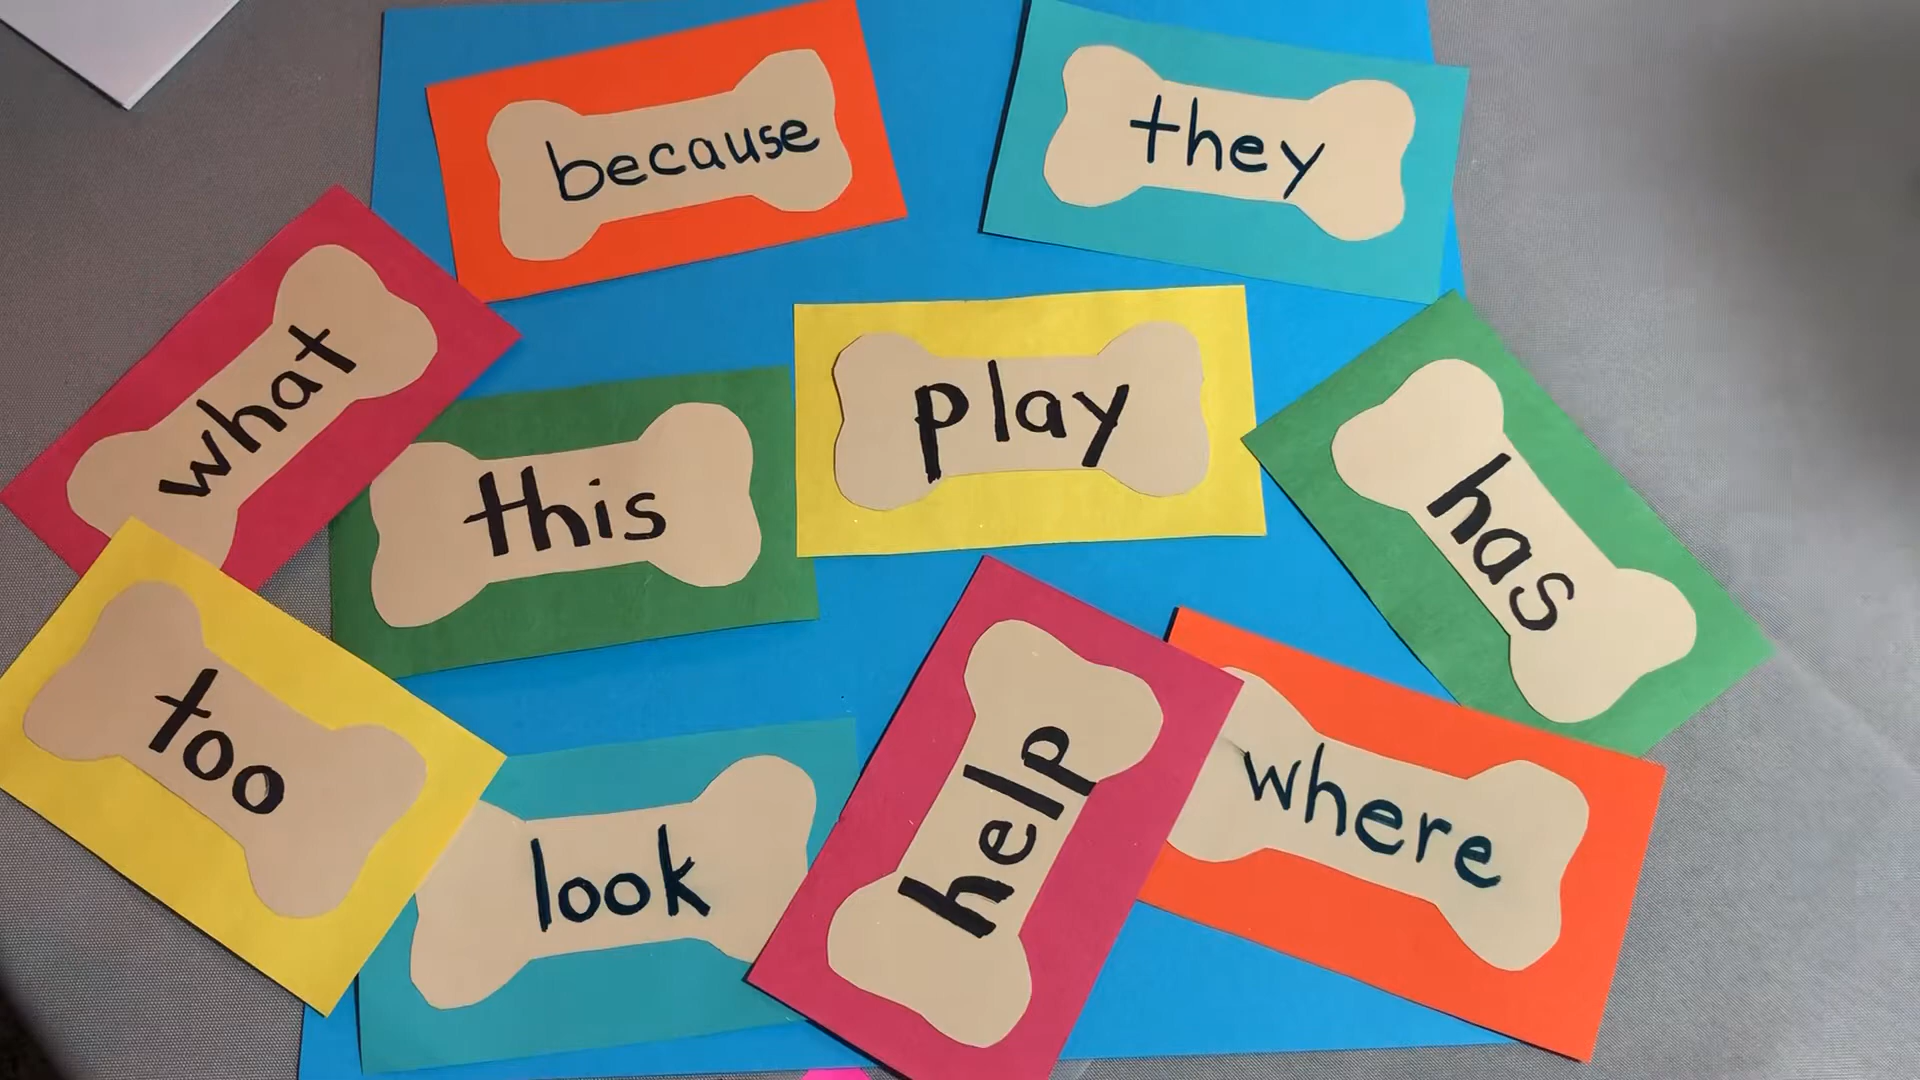 because
they
what
this
play
has
too
look
help
where